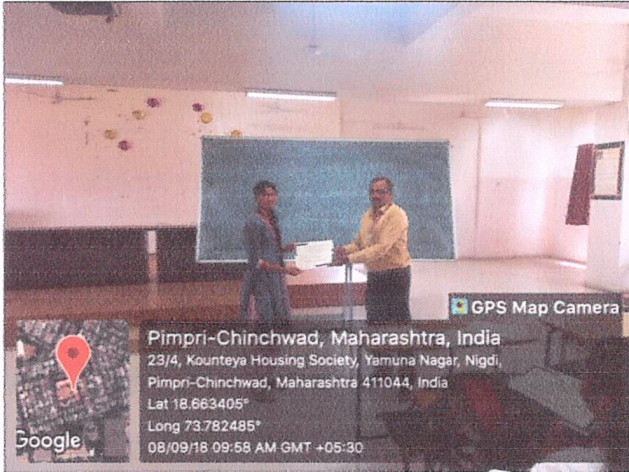 GPS Map Camera
Pimpri-Chinchwad, Maharashtra, India
23/4, Kounteya Housing Society, Yamuna Nagar, Nigdi,
Pimpri-Chinchwad, Maharashtra 411044, India
Lat 18.663405°
Long 73.782485°
08/09/18 09:58 AM GMT +05:30
Google